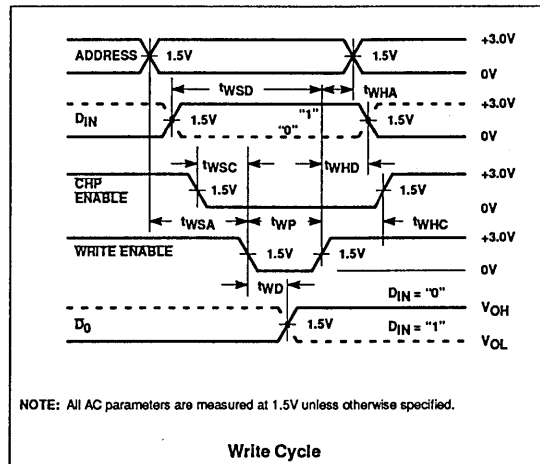 ADDRESS 1.5V 1.5V +3.0V
0V
tWSD tWHA
DIN 1.5V "1" "0" 1.5V +3.0V
0V
tWSC tWHD
CHP ENABLE 1.5V +3.0V
0V
tWSA tWP tWHC
WRITE ENABLE 1.5V 1.5V +3.0V
0V
tWD
DIN = "0"
D0 1.5V VOH
DIN = "1"
VOL
NOTE: All AC parameters are measured at 1.5V unless otherwise specified.
Write Cycle